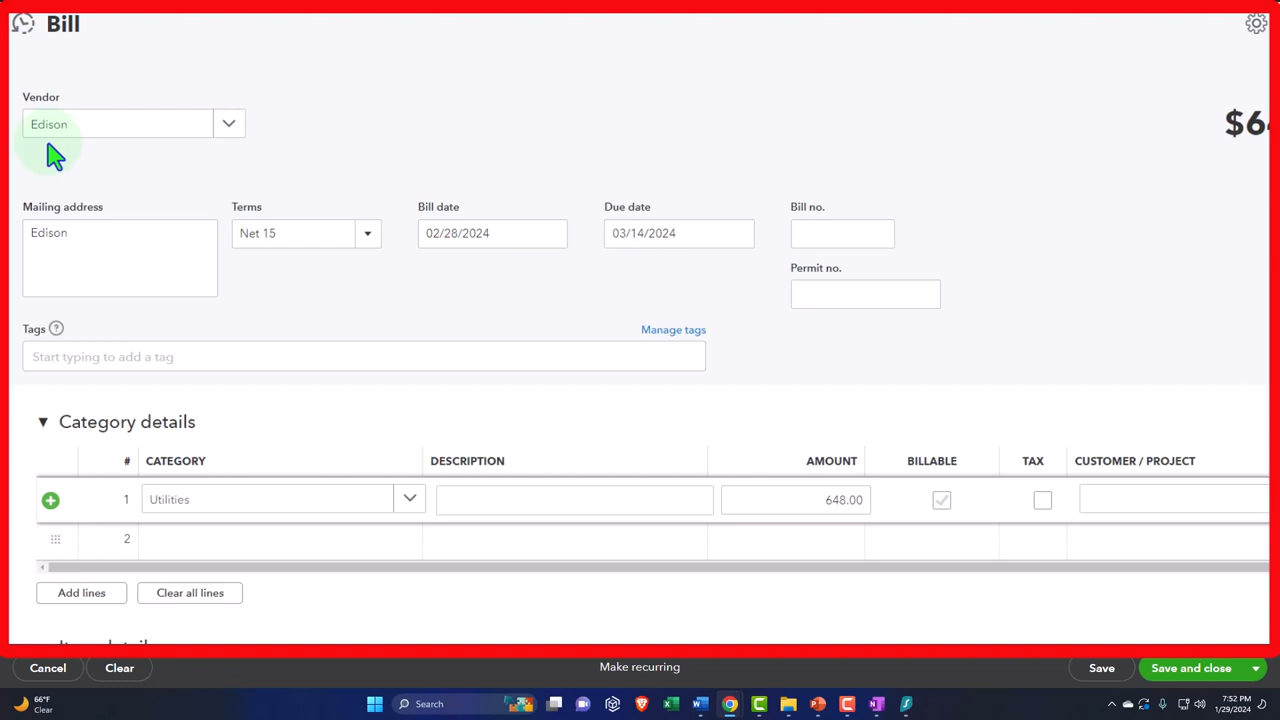 Bill
Vendor
Edison
$64
Mailing address
Terms
Bill date
Due date
Bill no.
Edison
Net 15
02/28/2024
03/14/2024
Permit no.
Tags ?
Manage tags
Start typing to add a tag
Category details
# CATEGORY DESCRIPTION AMOUNT BILLABLE TAX CUSTOMER / PROJECT
1 Utilities 648.00
2
Add lines
Clear all lines
Cancel
Clear
Make recurring
Save
Save and close
66°F
Clear
Search
7:52 PM
1/29/2024